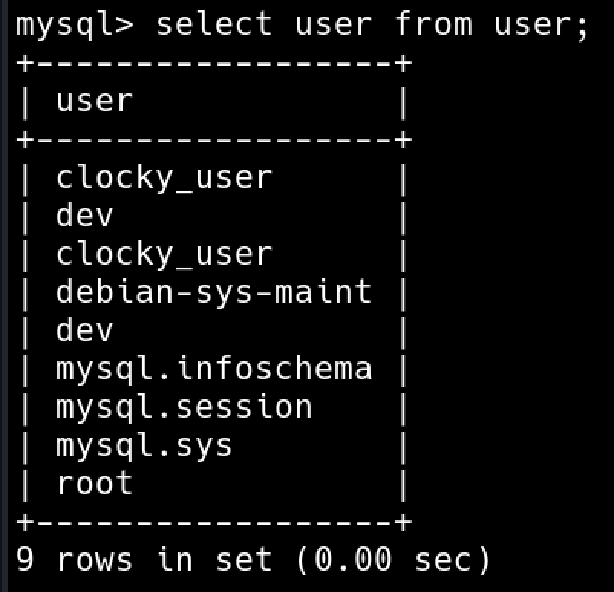 mysql> select user from user;
+------------------+
| user             |
+------------------+
| clocky_user      |
| dev              |
| clocky_user      |
| debian-sys-maint |
| dev              |
| mysql.infoschema |
| mysql.session    |
| mysql.sys        |
| root             |
+------------------+
9 rows in set (0.00 sec)